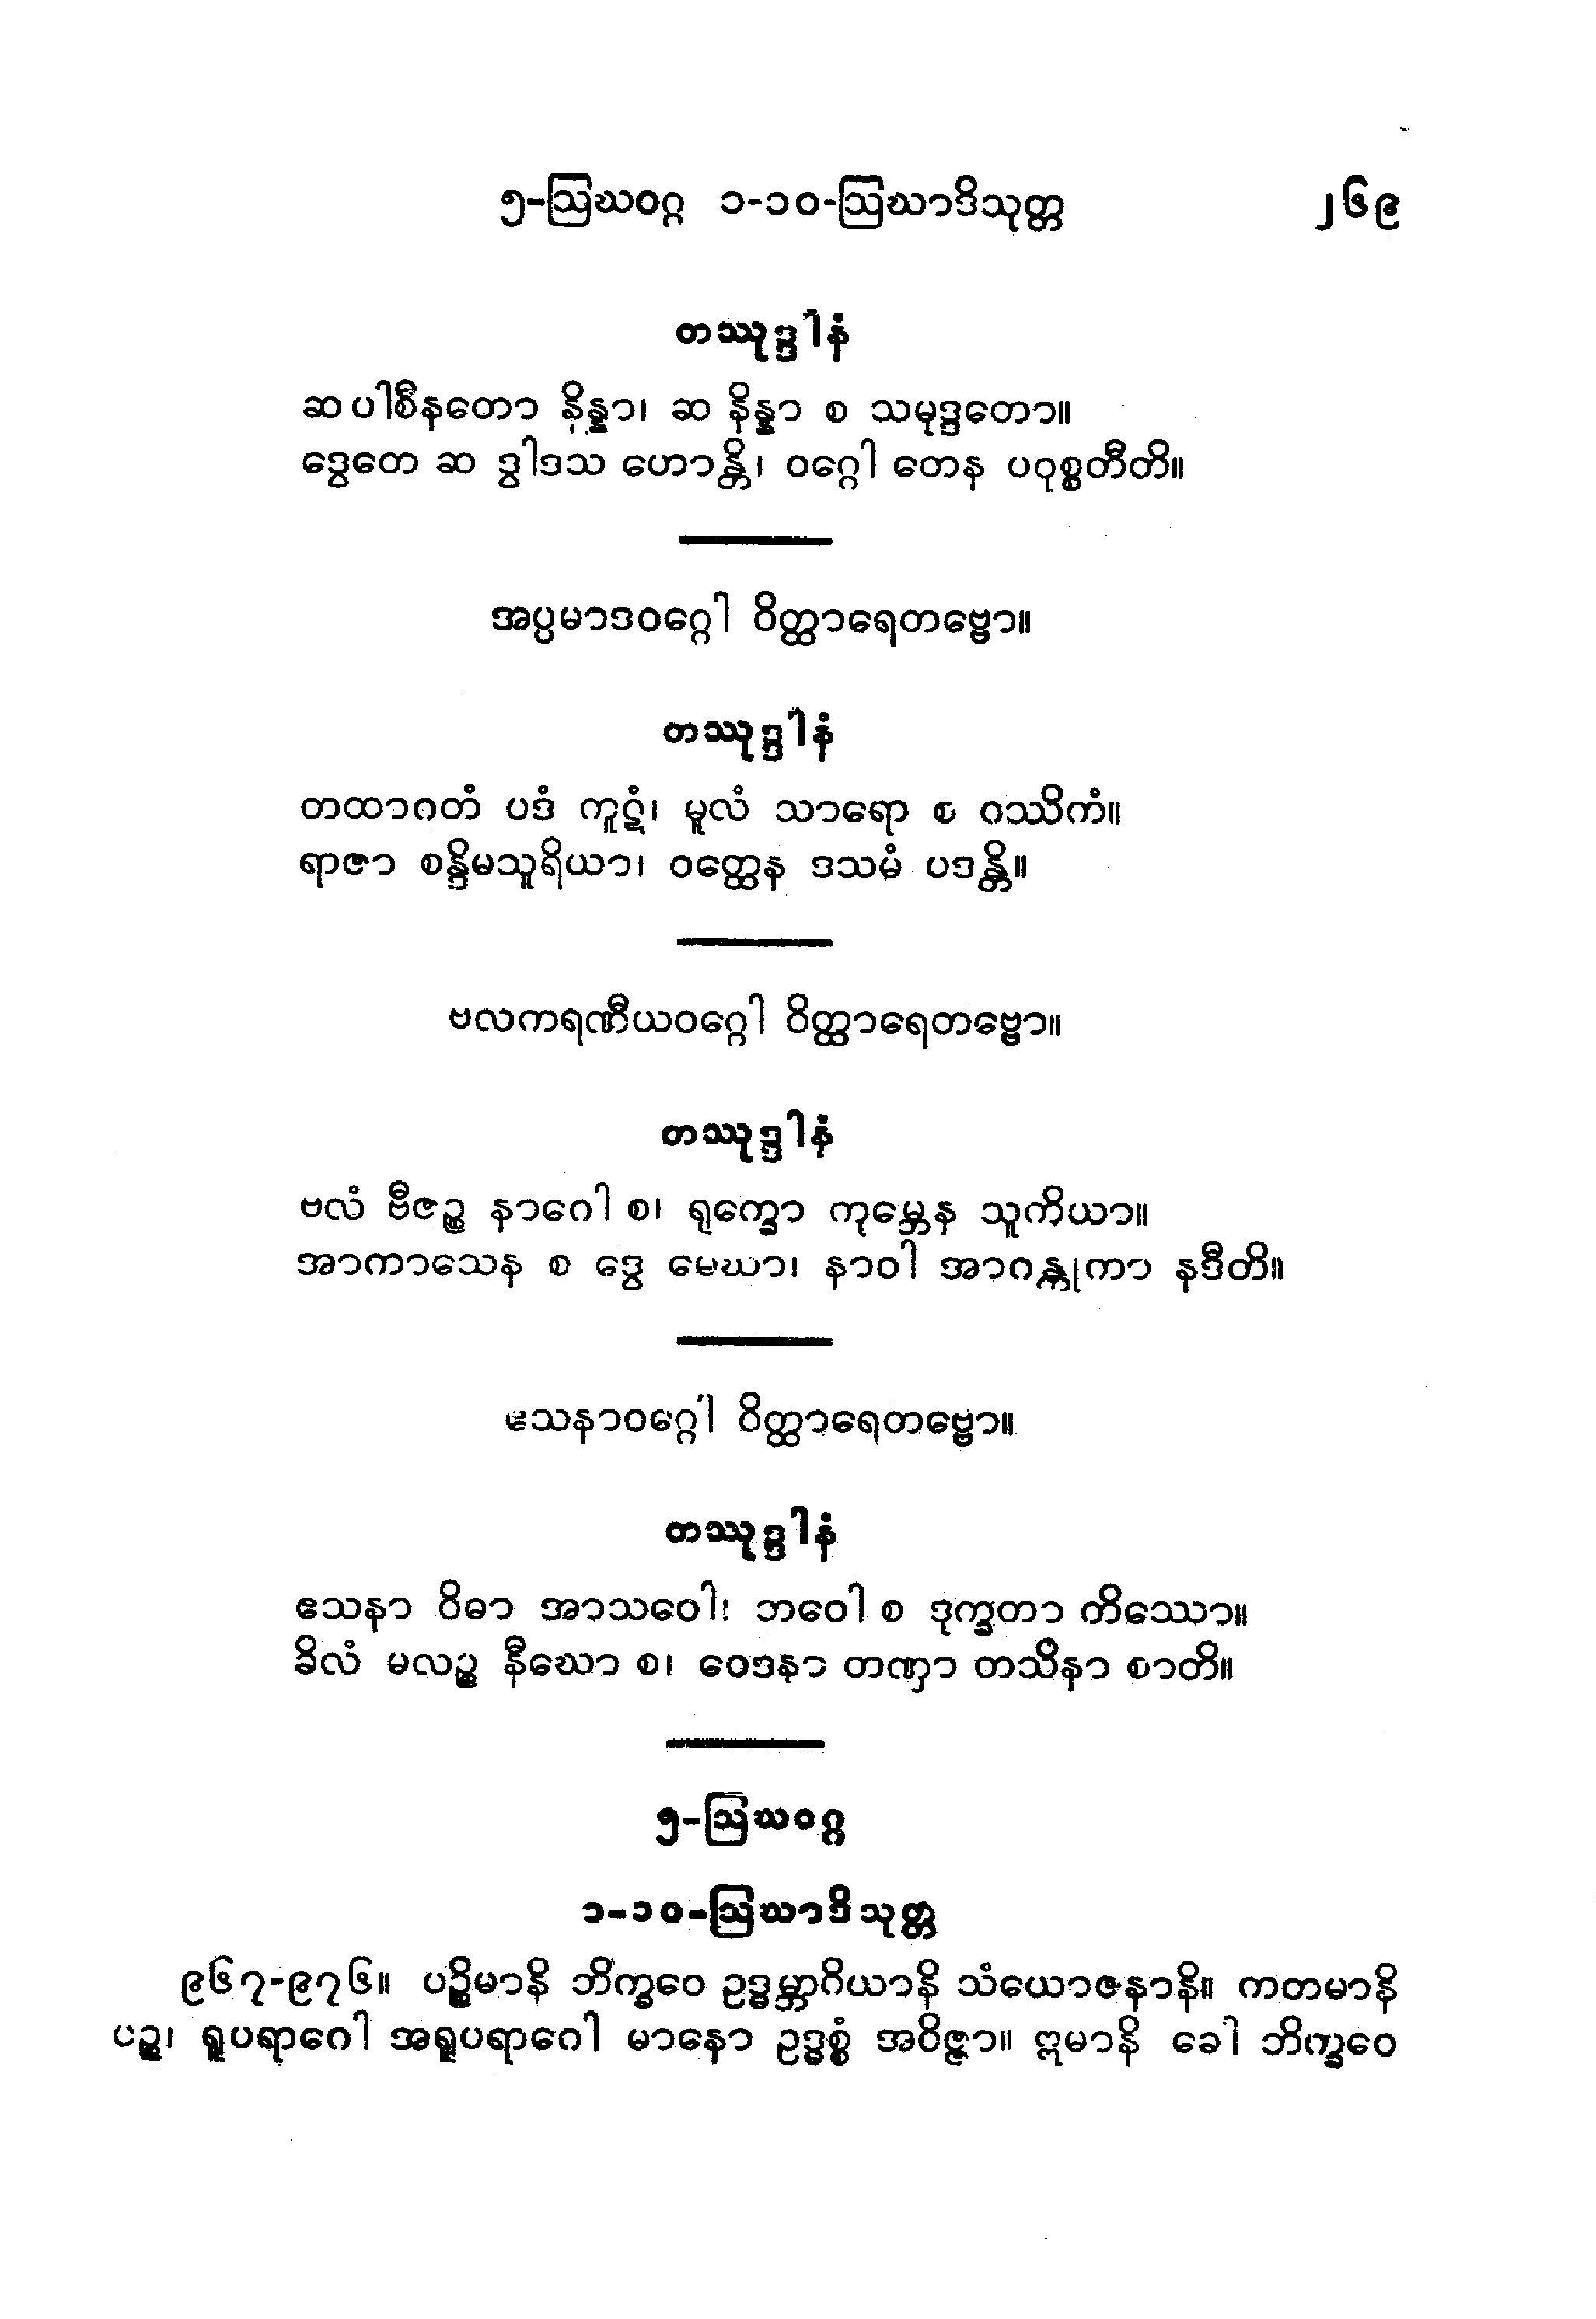 ၅-ဩဃဝဂ္ဂ ၁-၁၀-ဩဃာဒိသုတ္တ ၂၆၉
တဿုဒ္ဒါနံ
ဆ ပါစီနတော နိန္နာ၊ ဆ နိန္နာ စ သမုဒ္ဒတော။
ဒွေတေ ဆ ဒွါဒသ ဟောန္တိ၊ ဝဂ္ဂေါ တေန ပဝုစ္စတီတိ။
အပ္ပမာဒဝဂ္ဂေါ ဝိတ္ထာရေတဗ္ဗော။
တဿုဒ္ဒါနံ
တထာဂတံ ပဒံ ကူဋံ၊ မူလံ သာရော စ ဂဿိကံ။
ရာဇာ စန္ဒိမသူရိယာ၊ ဝတ္ထေန ဒသမံ ပဒန္တိ။
ဗလကရဏီယဝဂ္ဂေါ ဝိတ္ထာရေတဗ္ဗော။
တဿုဒ္ဒါနံ
ဗလံ ဗီဇဉ္စ နာဂေါ စ၊ ရုက္ခော ကုမ္ဘေန သူကိယာ။
အာကာသေန စ ဒွေ မေဃာ၊ နာဝါ အာဂန္တုကာ နဒီတိ။
ဧသနာဝဂ္ဂေါ ဝိတ္ထာရေတဗ္ဗော။
တဿုဒ္ဒါနံ
ဧသနာ ဝိဓာ အာသဝေါ၊ ဘဝေါ စ ဒုက္ခတာ ကိဿော။
ခိလံ မလဉ္စ နီဃော စ၊ ဝေဒနာ တဏှာ တသိနာ စာတိ။
၅-ဩဃဝဂ္ဂ
၁-၁၀-ဩဃာဒိသုတ္တ
၉၆၇-၉၇၆။ ပဉ္စိမာနိ ဘိက္ခဝေ ဥဒ္ဓမ္ဘာဂိယာနိ သံယောဇနာနိ။ ကတမာနိ
ပဉ္စ၊ ရူပရာဂေါ အရူပရာဂေါ မာနော ဥဒ္ဓစ္စံ အဝိဇ္ဇာ။ ဣမာနိ ခေါ ဘိက္ခဝေ